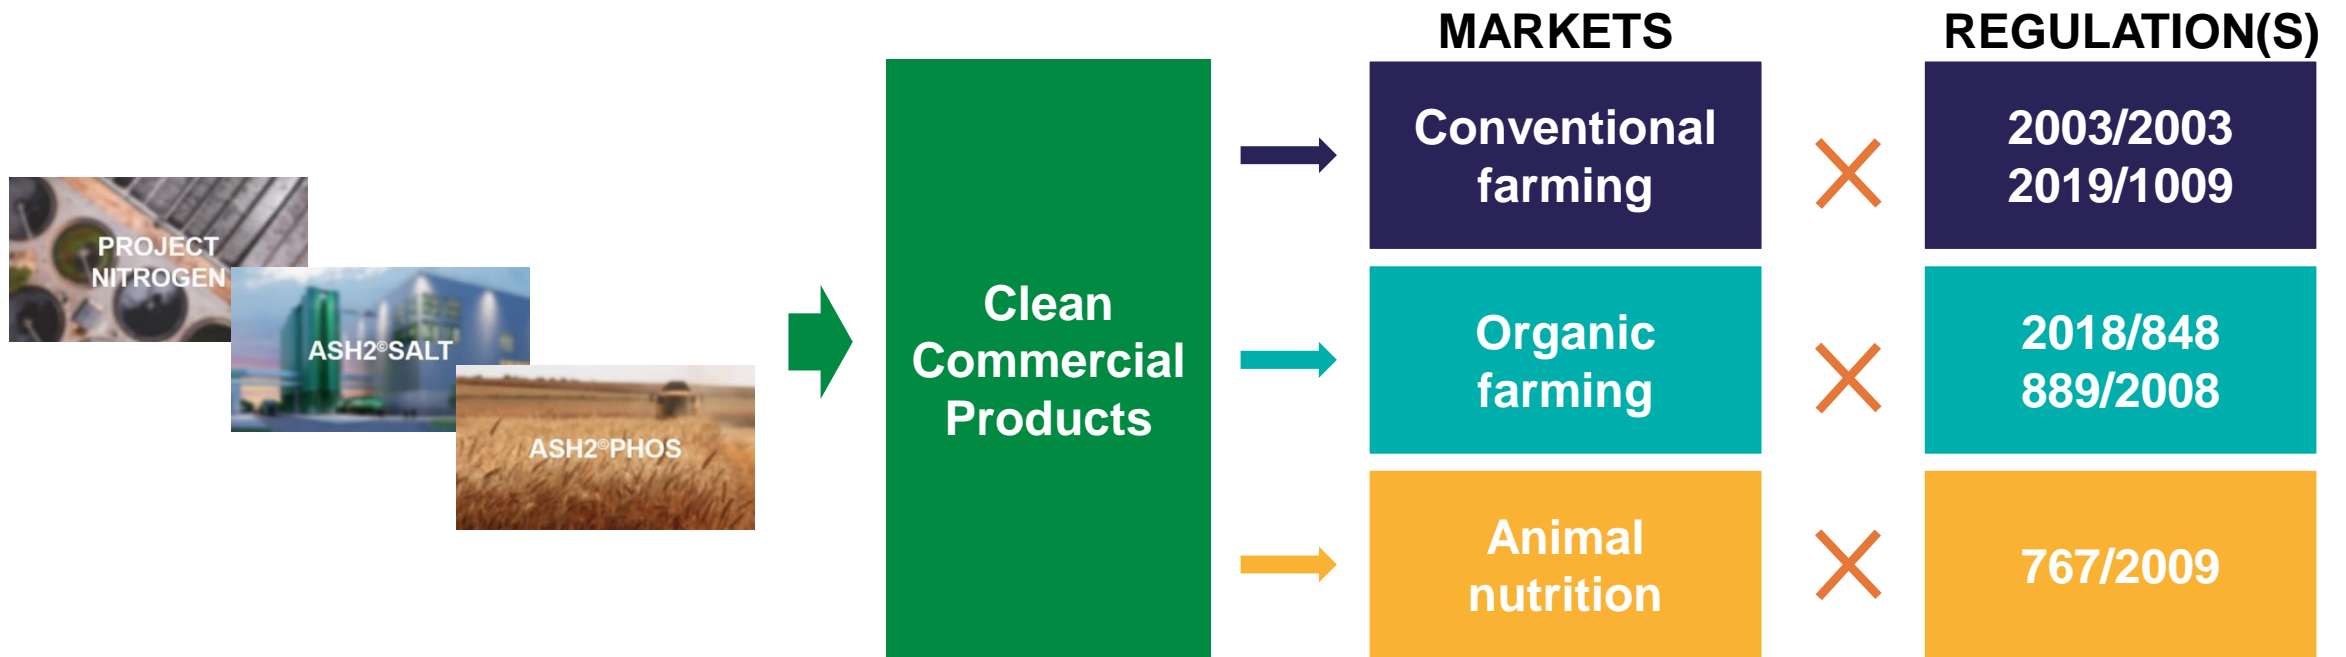 MARKETS
REGULATION(S)
PROJECT
NITROGEN
ASH2©SALT
ASH2©PHOS
Clean
Commercial
Products
Conventional
farming
2003/2003
2019/1009
Organic
farming
2018/848
889/2008
Animal
nutrition
767/2009